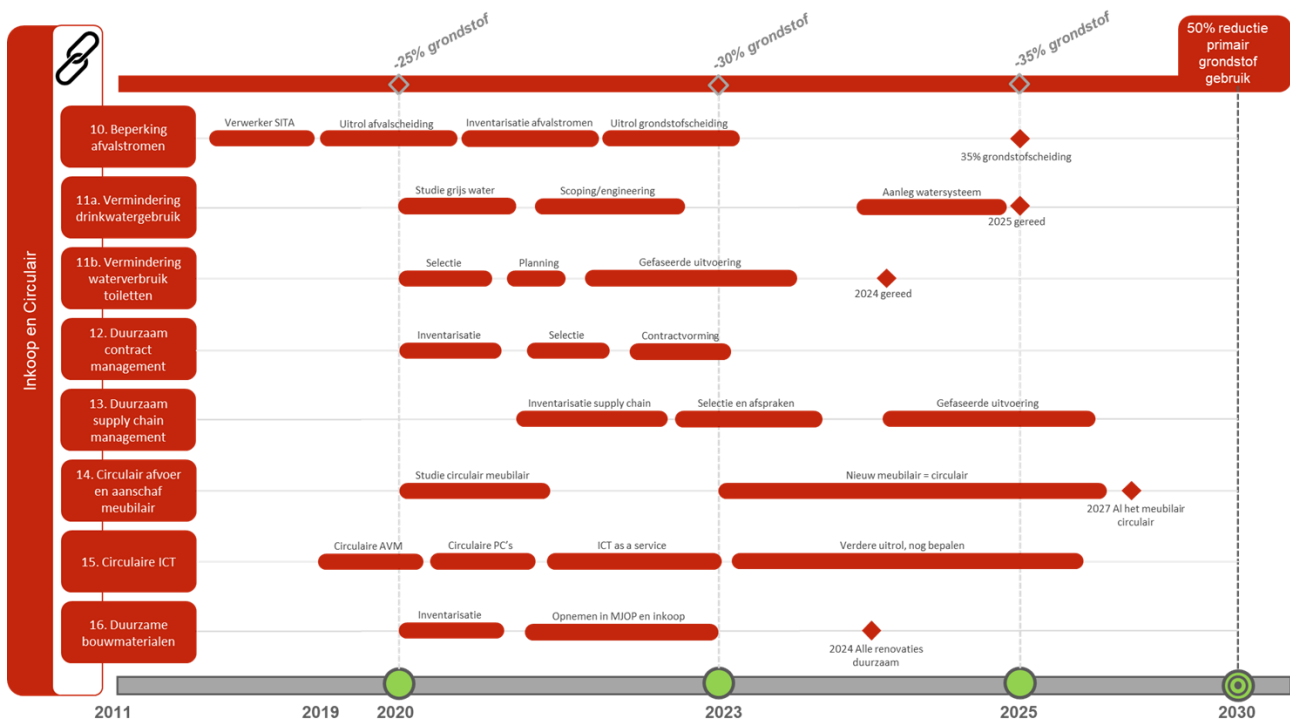 Inkoop en Circulair
-25% grondstof
-30% grondstof
-35% grondstof
50% reductie
primair
grondstof
gebruik
10. Beperking
afvalstromen
Verwerker SITA
Uitrol afvalscheiding
Inventarisatie afvalstromen
Uitrol grondstofscheiding
35% grondstofscheiding
11a. Vermindering
drinkwatergebruik
Studie grijs water
Scoping/engineering
Aanleg watersysteem
2025 gereed
11b. Vermindering
waterverbruik
toiletten
Selectie
Planning
Gefaseerde uitvoering
2024 gereed
12. Duurzaam
contract
management
Inventarisatie
Selectie
Contractvorming
13. Duurzaam
supply chain
management
Inventarisatie supply chain
Selectie en afspraken
Gefaseerde uitvoering
14. Circulair afvoer
en aanschaf
meubilair
Studie circulair meubilair
Nieuw meubilair = circulair
2027 Al het meubilair
circulair
15. Circulaire ICT
Circulaire AVM
Circulaire PC's
ICT as a service
Verdere uitrol, nog bepalen
16. Duurzame
bouwmaterialen
Inventarisatie
Opnemen in MJOP en inkoop
2024 Alle renovaties
duurzaam
2011
2019
2020
2023
2025
2030